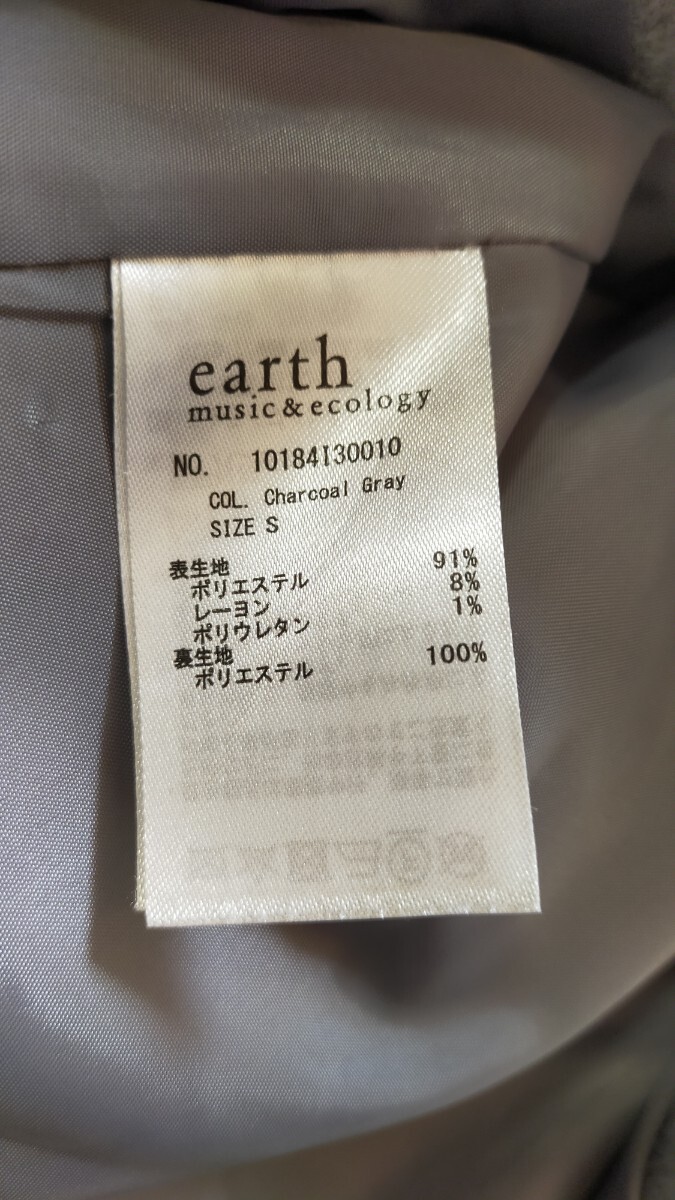 earth
music&ecology
NO. 10184I30010
COL. Charcoal Gray
SIZE S
表生地
ポリエステル 91%
レーヨン 8%
ポリウレタン 1%
裏生地
ポリエステル 100%